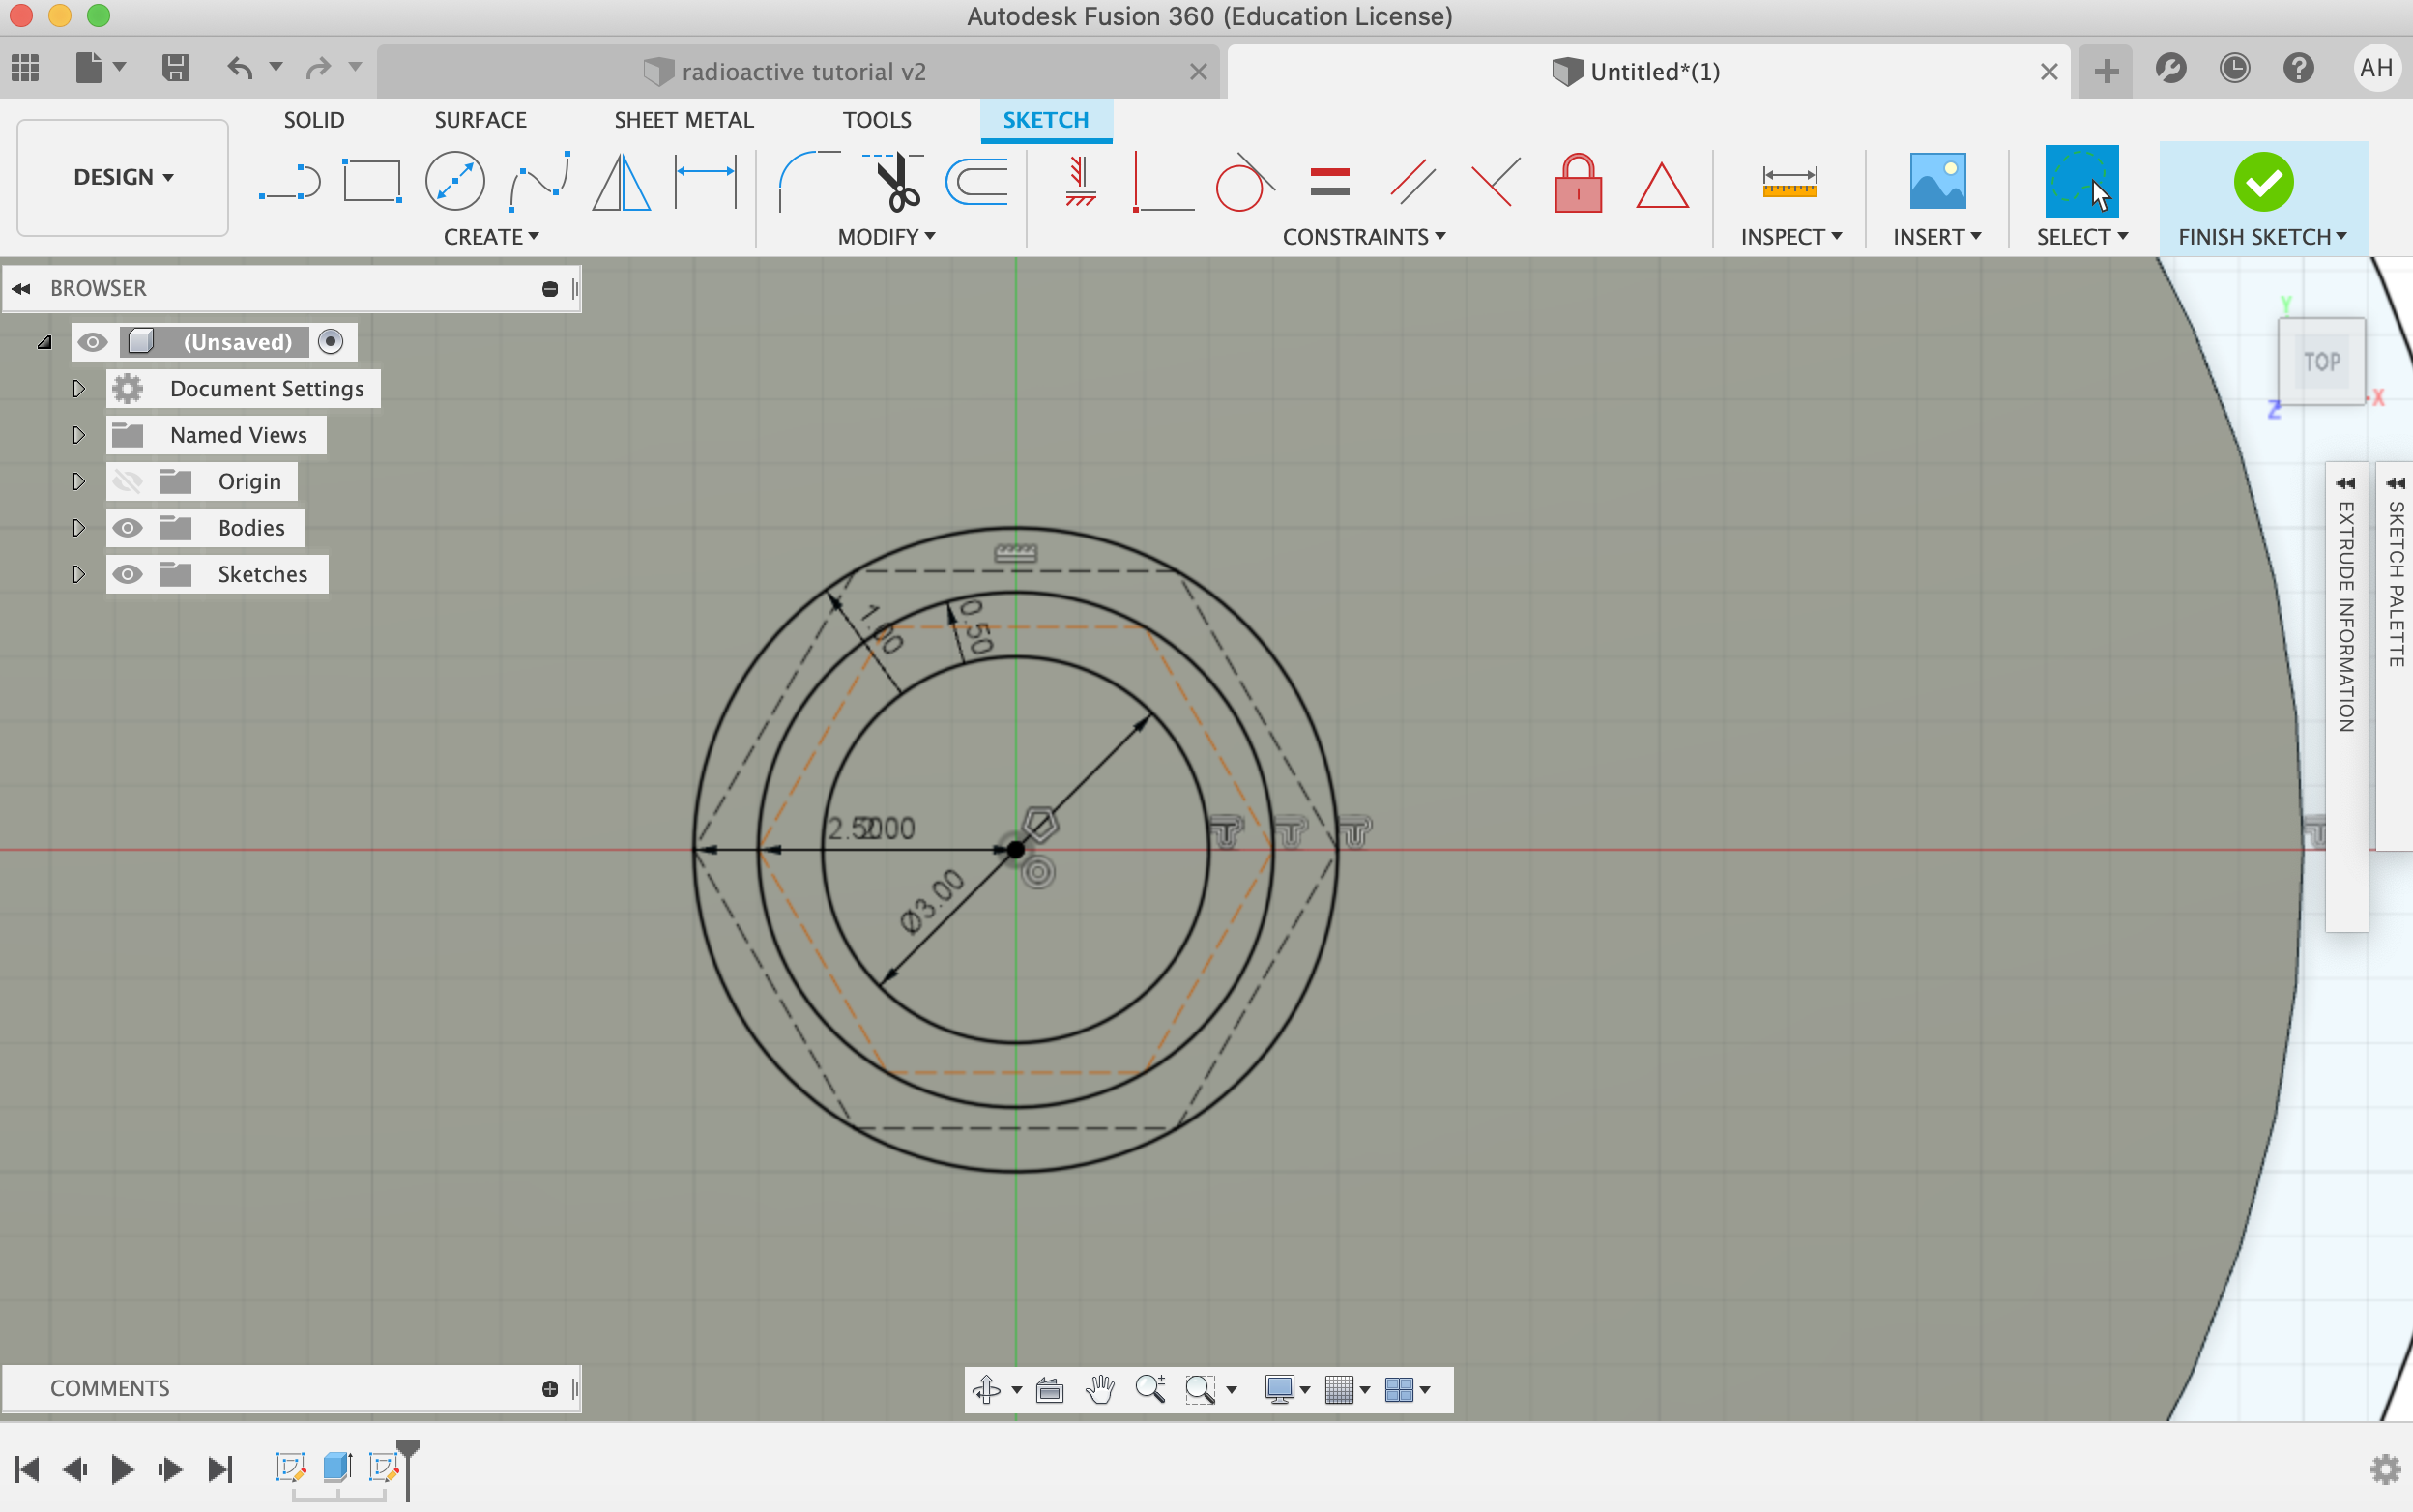 Autodesk Fusion 360 (Education License)
radioactive tutorial v2
Untitled*(1)
AH
SOLID SURFACE SHEET METAL TOOLS SKETCH
DESIGN
CREATE MODIFY CONSTRAINTS INSPECT INSERT SELECT FINISH SKETCH
BROWSER
(Unsaved)
Document Settings
Named Views
Origin
Bodies
Sketches
Y
TOP
X
Z
EXTRUDE INFORMATION
SKETCH PALETTE
1.00
0.50
Ø3.00
COMMENTS